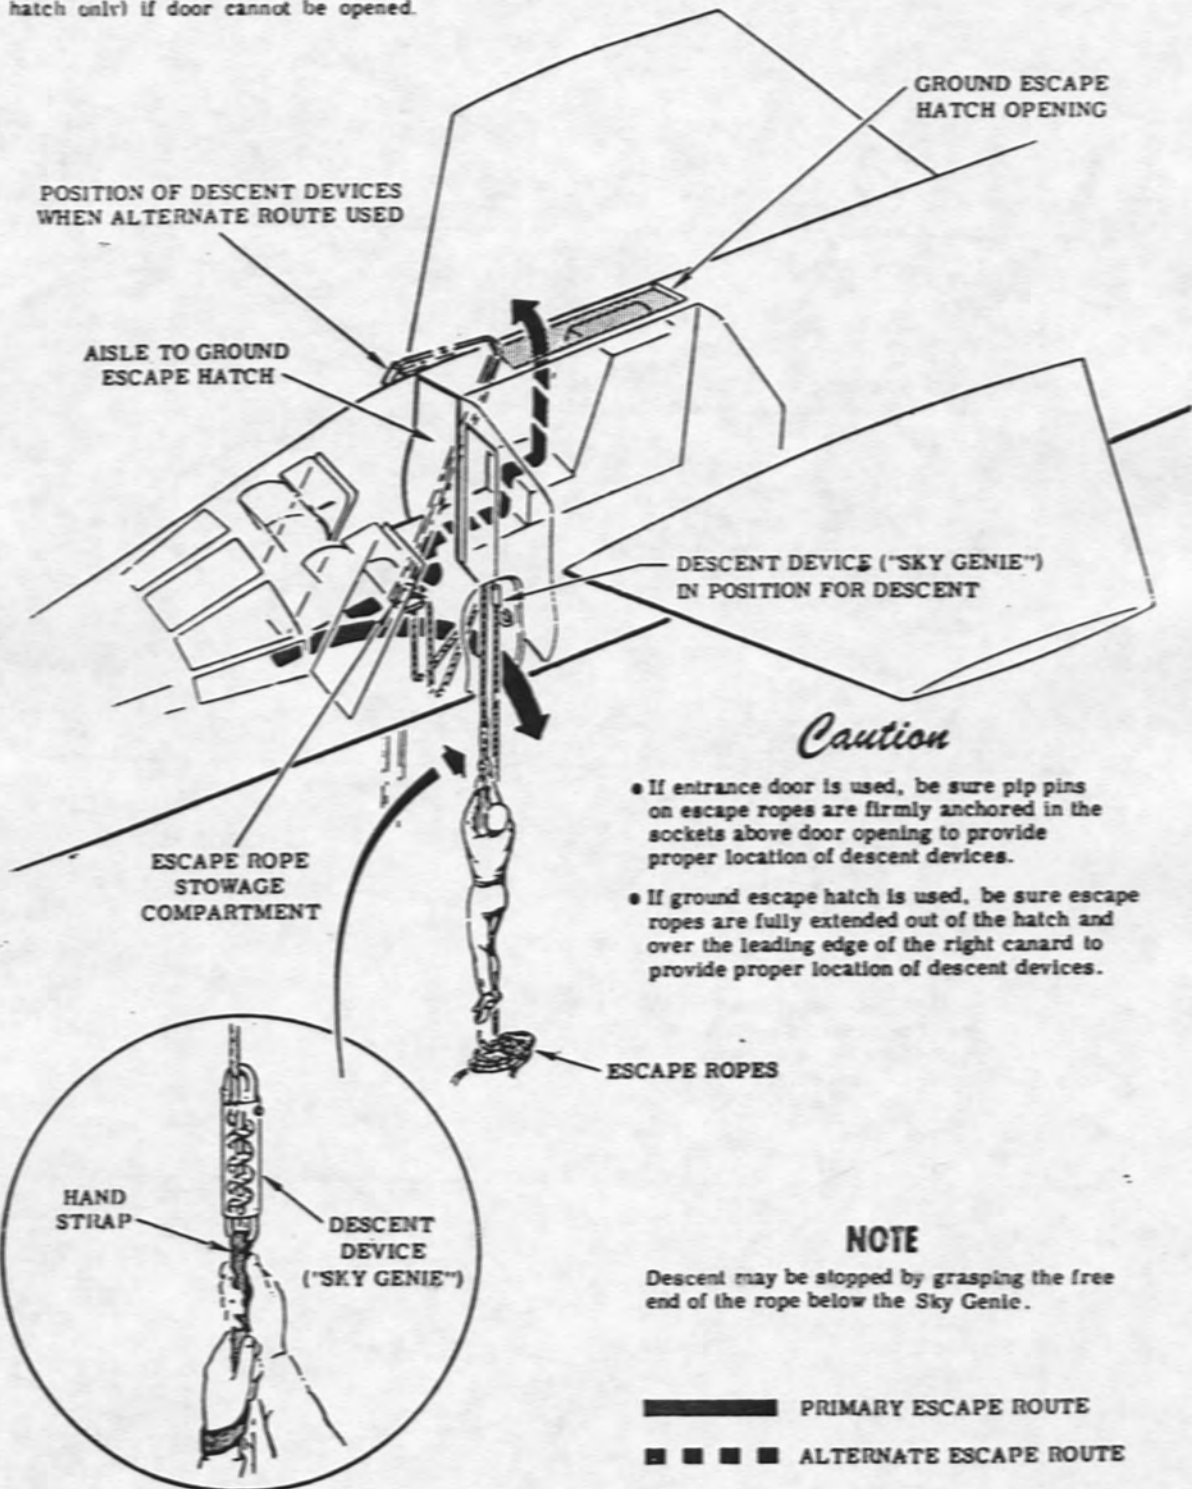 hatch only) if door cannot be opened.
GROUND ESCAPE
HATCH OPENING
POSITION OF DESCENT DEVICES
WHEN ALTERNATE ROUTE USED
AISLE TO GROUND
ESCAPE HATCH
DESCENT DEVICE ("SKY GENIE")
IN POSITION FOR DESCENT
Caution
• If entrance door is used, be sure pip pins
on escape ropes are firmly anchored in the
sockets above door opening to provide
proper location of descent devices.
• If ground escape hatch is used, be sure escape
ropes are fully extended out of the hatch and
over the leading edge of the right canard to
provide proper location of descent devices.
ESCAPE ROPE
STOWAGE
COMPARTMENT
ESCAPE ROPES
HAND
STRAP
DESCENT
DEVICE
("SKY GENIE")
NOTE
Descent may be stopped by grasping the free
end of the rope below the Sky Genie.
PRIMARY ESCAPE ROUTE
ALTERNATE ESCAPE ROUTE